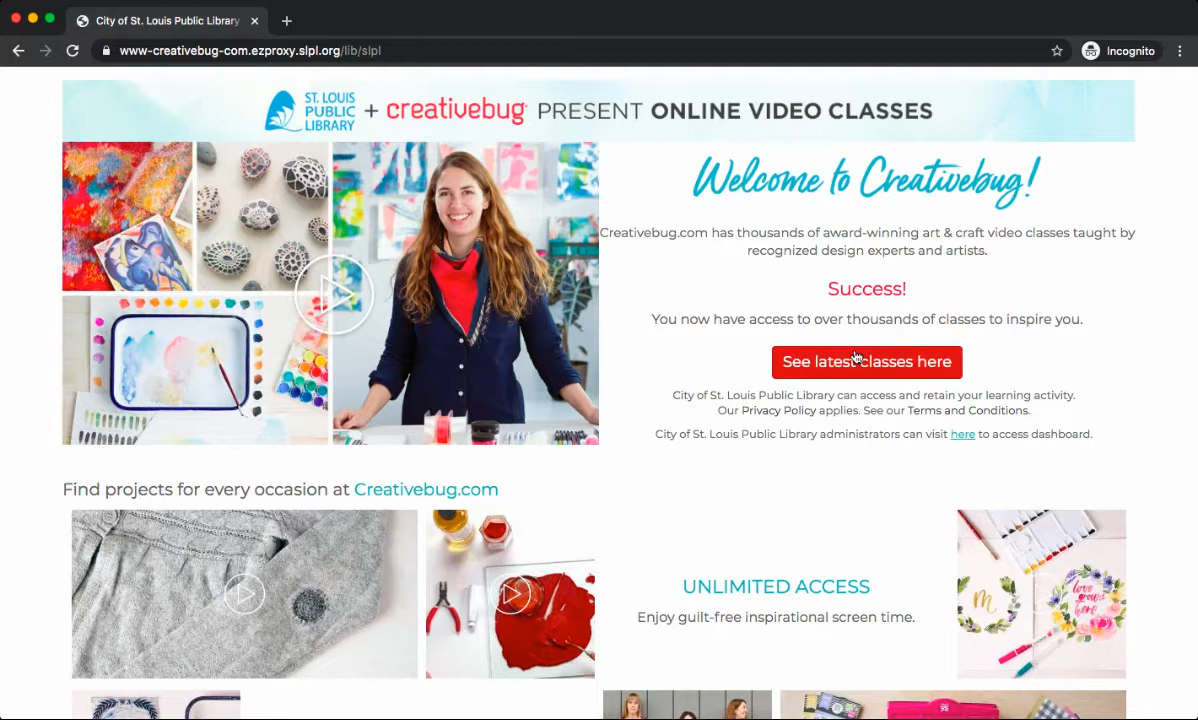 City of St. Louis Public Library
www-creativebug-com.ezproxy.slpl.org/lib/slpl
Incognito
ST. LOUIS PUBLIC LIBRARY + creativebug PRESENT ONLINE VIDEO CLASSES
Welcome to Creativebug!
Creativebug.com has thousands of award-winning art & craft video classes taught by
recognized design experts and artists.
Success!
You now have access to over thousands of classes to inspire you.
See latest classes here
City of St. Louis Public Library can access and retain your learning activity.
Our Privacy Policy applies. See our Terms and Conditions.
City of St. Louis Public Library administrators can visit here to access dashboard.
Find projects for every occasion at Creativebug.com
UNLIMITED ACCESS
Enjoy guilt-free inspirational screen time.
m
love grows here